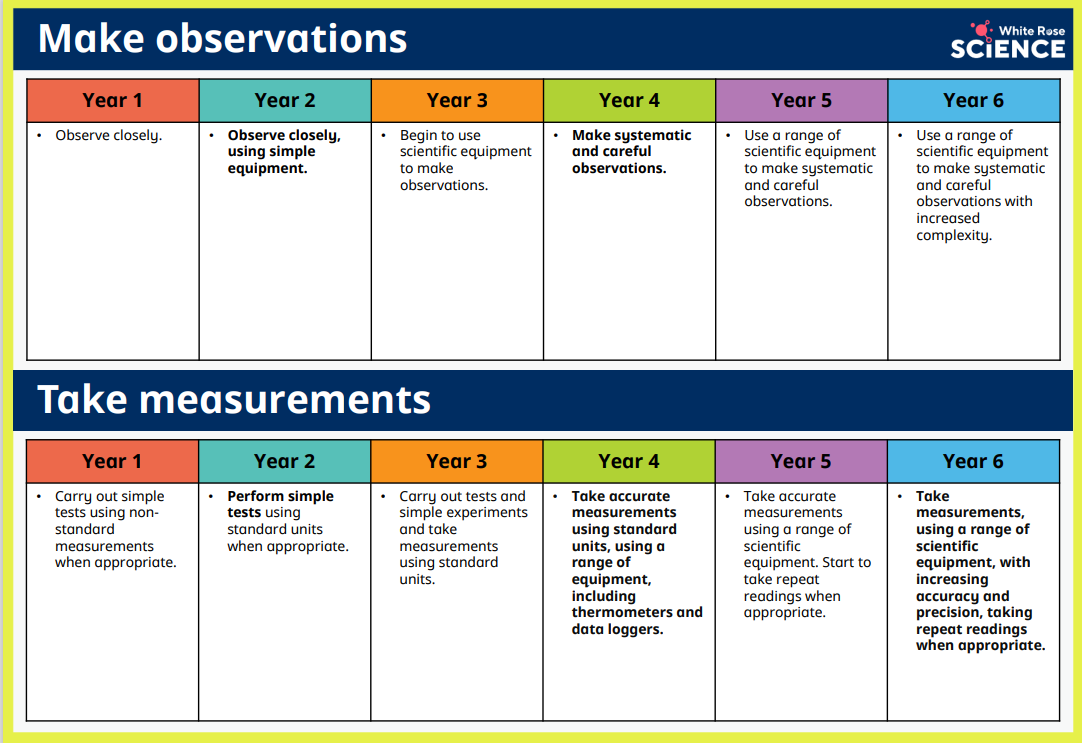 Make observations
White Rose
SCIENCE
Year 1
Year 2
Year 3
Year 4
Year 5
Year 6
• Observe closely.
• Observe closely,
using simple
equipment.
• Begin to use
scientific equipment
to make
observations.
• Make systematic
and careful
observations.
• Use a range of
scientific equipment
to make systematic
and careful
observations.
• Use a range of
scientific equipment
to make systematic
and careful
observations with
increased
complexity.
Take measurements
Year 1
Year 2
Year 3
Year 4
Year 5
Year 6
• Carry out simple
tests using non-
standard
measurements
when appropriate.
• Perform simple
tests using
standard units
when appropriate.
• Carry out tests and
simple experiments
and take
measurements
using standard
units.
• Take accurate
measurements
using standard
units, using a
range of
equipment,
including
thermometers and
data loggers.
• Take accurate
measurements
using a range of
scientific
equipment. Start to
take repeat
readings when
appropriate.
• Take
measurements,
using a range of
scientific
equipment, with
increasing
accuracy and
precision, taking
repeat readings
when appropriate.